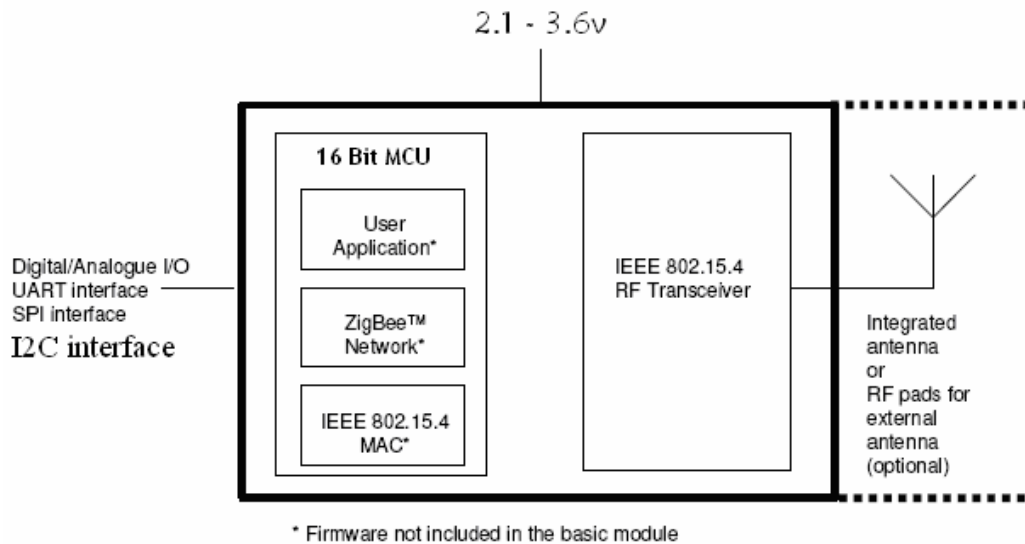 2.1 - 3.6v
16 Bit MCU
User
Application*
ZigBee™
Network*
IEEE 802.15.4
MAC*
IEEE 802.15.4
RF Transceiver
Digital/Analogue I/O
UART interface
SPI interface
I2C interface
Integrated
antenna
or
RF pads for
external
antenna
(optional)
* Firmware not included in the basic module